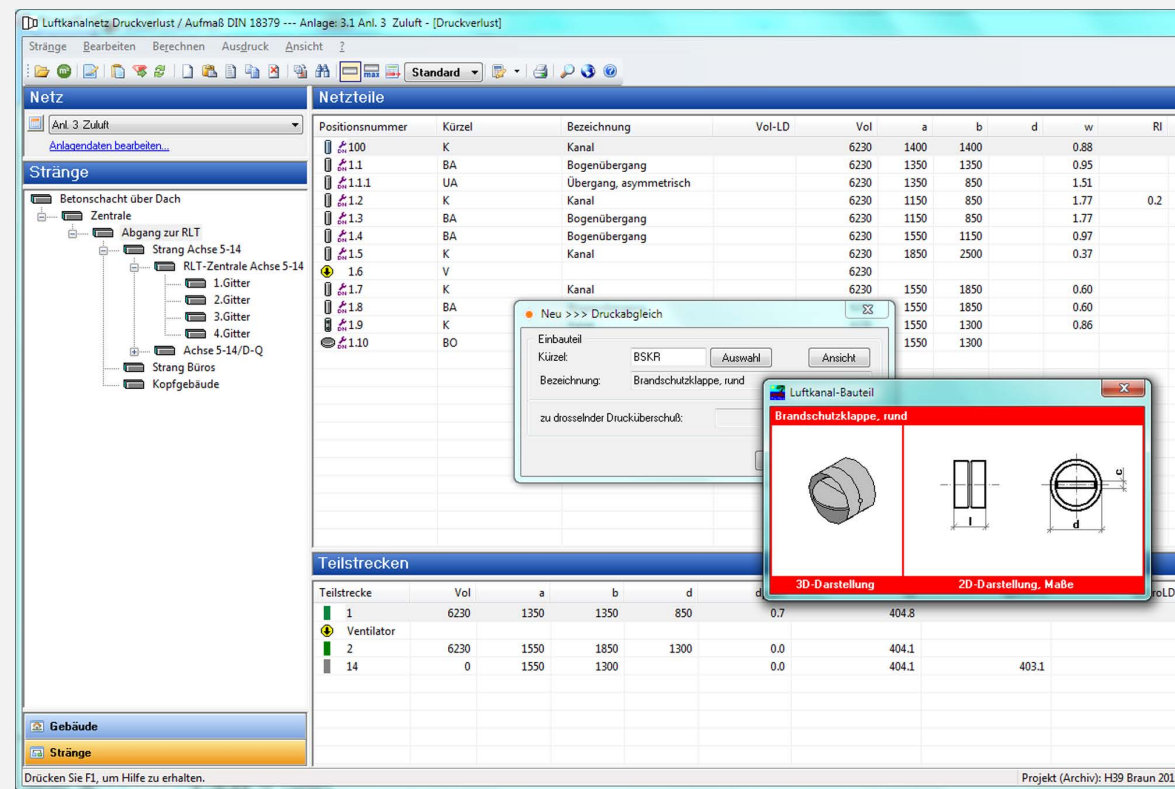 Luftkanalnetz Druckverlust / Aufmaß DIN 18379 --- Anlage: 3.1 Anl. 3 Zuluft - [Druckverlust]
Stränge Bearbeiten Berechnen Ausdruck Ansicht ?
max Standard
Netz
Anl. 3 Zuluft
Anlagendaten bearbeiten...
Stränge
Betonschacht über Dach
Zentrale
Abgang zur RLT
Strang Achse 5-14
RLT-Zentrale Achse 5-14
1.Gitter
2.Gitter
3.Gitter
4.Gitter
Achse 5-14/D-Q
Strang Büros
Kopfgebäude
Gebäude
Stränge
Netzteile
Positionsnummer Kürzel Bezeichnung Vol-LD Vol a b d w Rl
100 K Kanal 6230 1400 1400 0.88
1.1 BA Bogenübergang 6230 1350 1350 0.95
1.1.1 UA Übergang, asymmetrisch 6230 1350 850 1.51
1.2 K Kanal 6230 1150 850 1.77 0.2
1.3 BA Bogenübergang 6230 1150 850 1.77
1.4 BA Bogenübergang 6230 1550 1150 0.97
1.5 K Kanal 6230 1850 2500 0.37
1.6 V 6230
1.7 K Kanal 6230 1550 1850 0.60
1.8 BA 1550 1850 0.60
1.9 K 1550 1300 0.86
1.10 BO 1550 1300
Neu >>> Druckabgleich
Einbauteil
Kürzel: BSKR Auswahl Ansicht
Bezeichnung: Brandschutzklappe, rund
zu drosselnder Drucküberschuß:
Luftkanal-Bauteil
Brandschutzklappe, rund
l
d
c
3D-Darstellung 2D-Darstellung, Maße
Teilstrecken
Teilstrecke Vol a b d
1 6230 1350 1350 850 0.7 404.8
Ventilator
2 6230 1550 1850 1300 0.0 404.1
14 0 1550 1300 0.0 404.1 403.1
Drücken Sie F1, um Hilfe zu erhalten.
Projekt (Archiv): H39 Braun 201